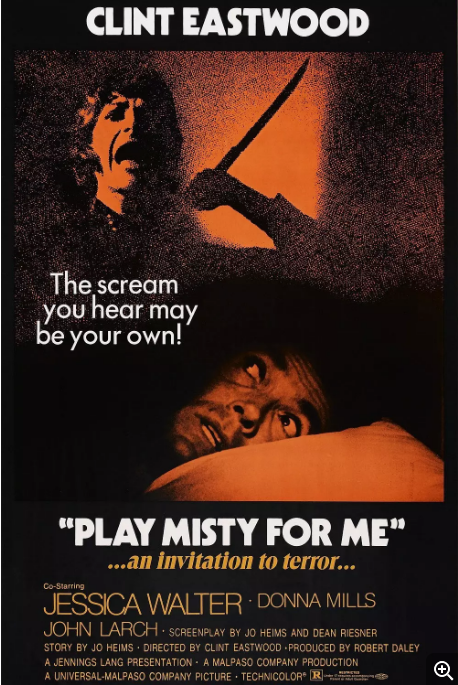 CLINT EASTWOOD
The scream
you hear may
be your own!
"PLAY MISTY FOR ME"
...an invitation to terror...
Co-Starring
JESSICA WALTER · DONNA MILLS
JOHN LARCH · SCREENPLAY BY JO HEIMS AND DEAN RIESNER
STORY BY JO HEIMS · DIRECTED BY CLINT EASTWOOD · PRODUCED BY ROBERT DALEY
A JENNINGS LANG PRESENTATION · A MALPASO COMPANY PRODUCTION
A UNIVERSAL-MALPASO COMPANY PICTURE · TECHNICOLOR®
R RESTRICTED